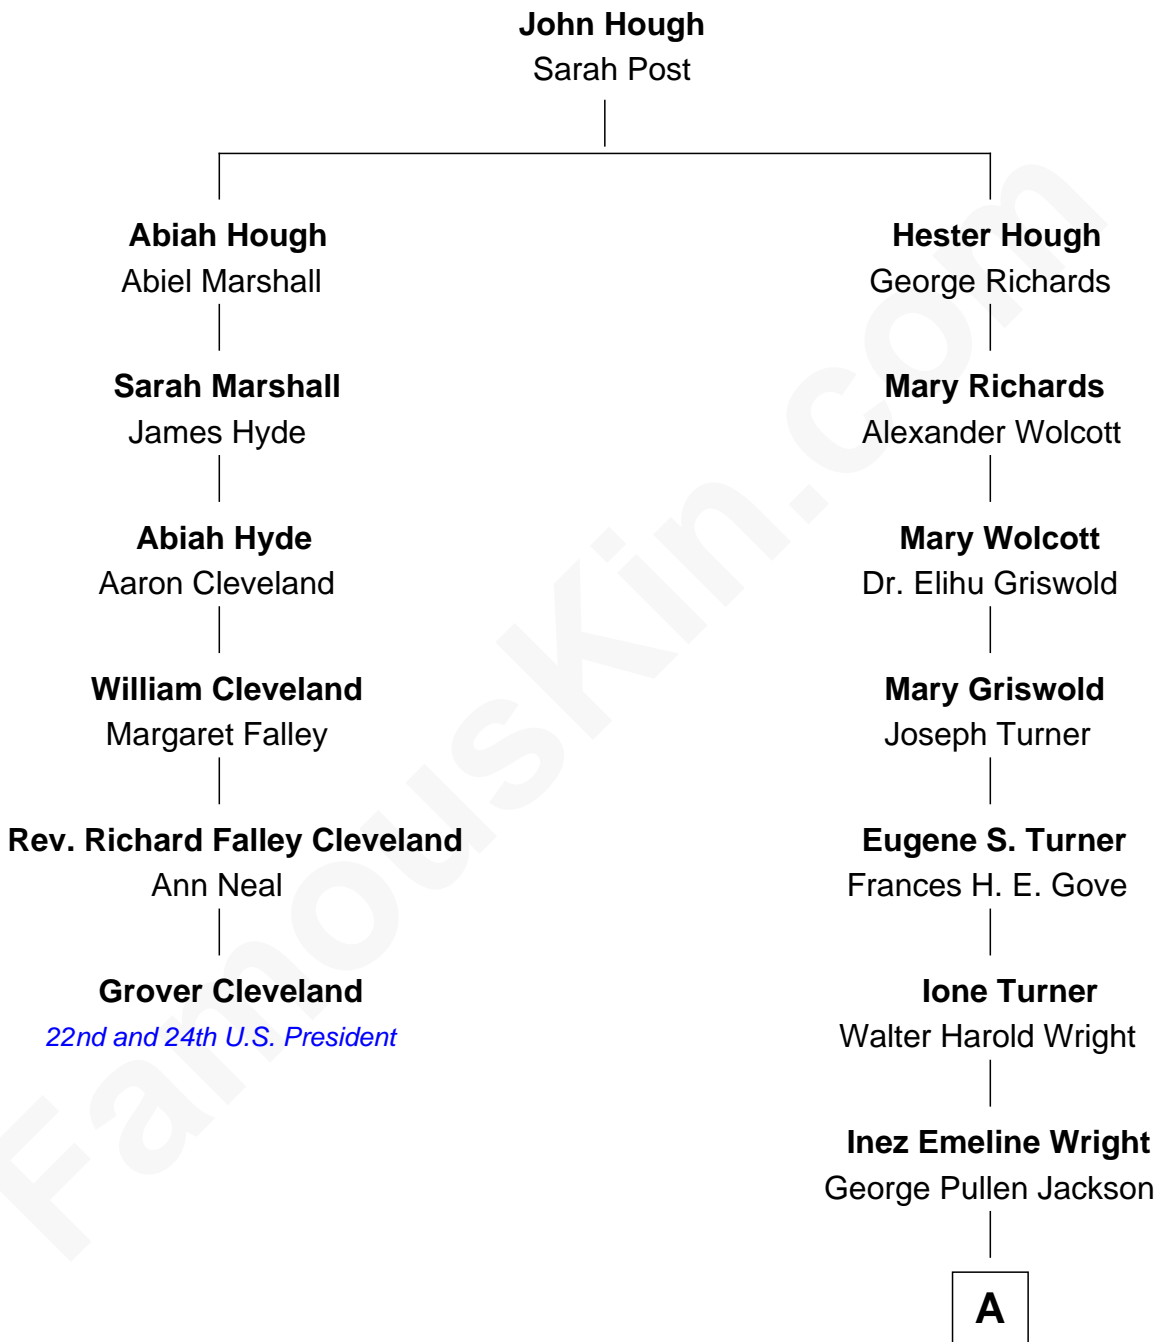 John Hough
Sarah Post
Abiah Hough
Abiel Marshall
Hester Hough
George Richards
Sarah Marshall
James Hyde
Mary Richards
Alexander Wolcott
Abiah Hyde
Aaron Cleveland
Mary Wolcott
Dr. Elihu Griswold
William Cleveland
Margaret Falley
Mary Griswold
Joseph Turner
Rev. Richard Falley Cleveland
Ann Neal
Eugene S. Turner
Frances H. E. Gove
Grover Cleveland
22nd and 24th U.S. President
Ione Turner
Walter Harold Wright
Inez Emeline Wright
George Pullen Jackson
A
FamousKin.com